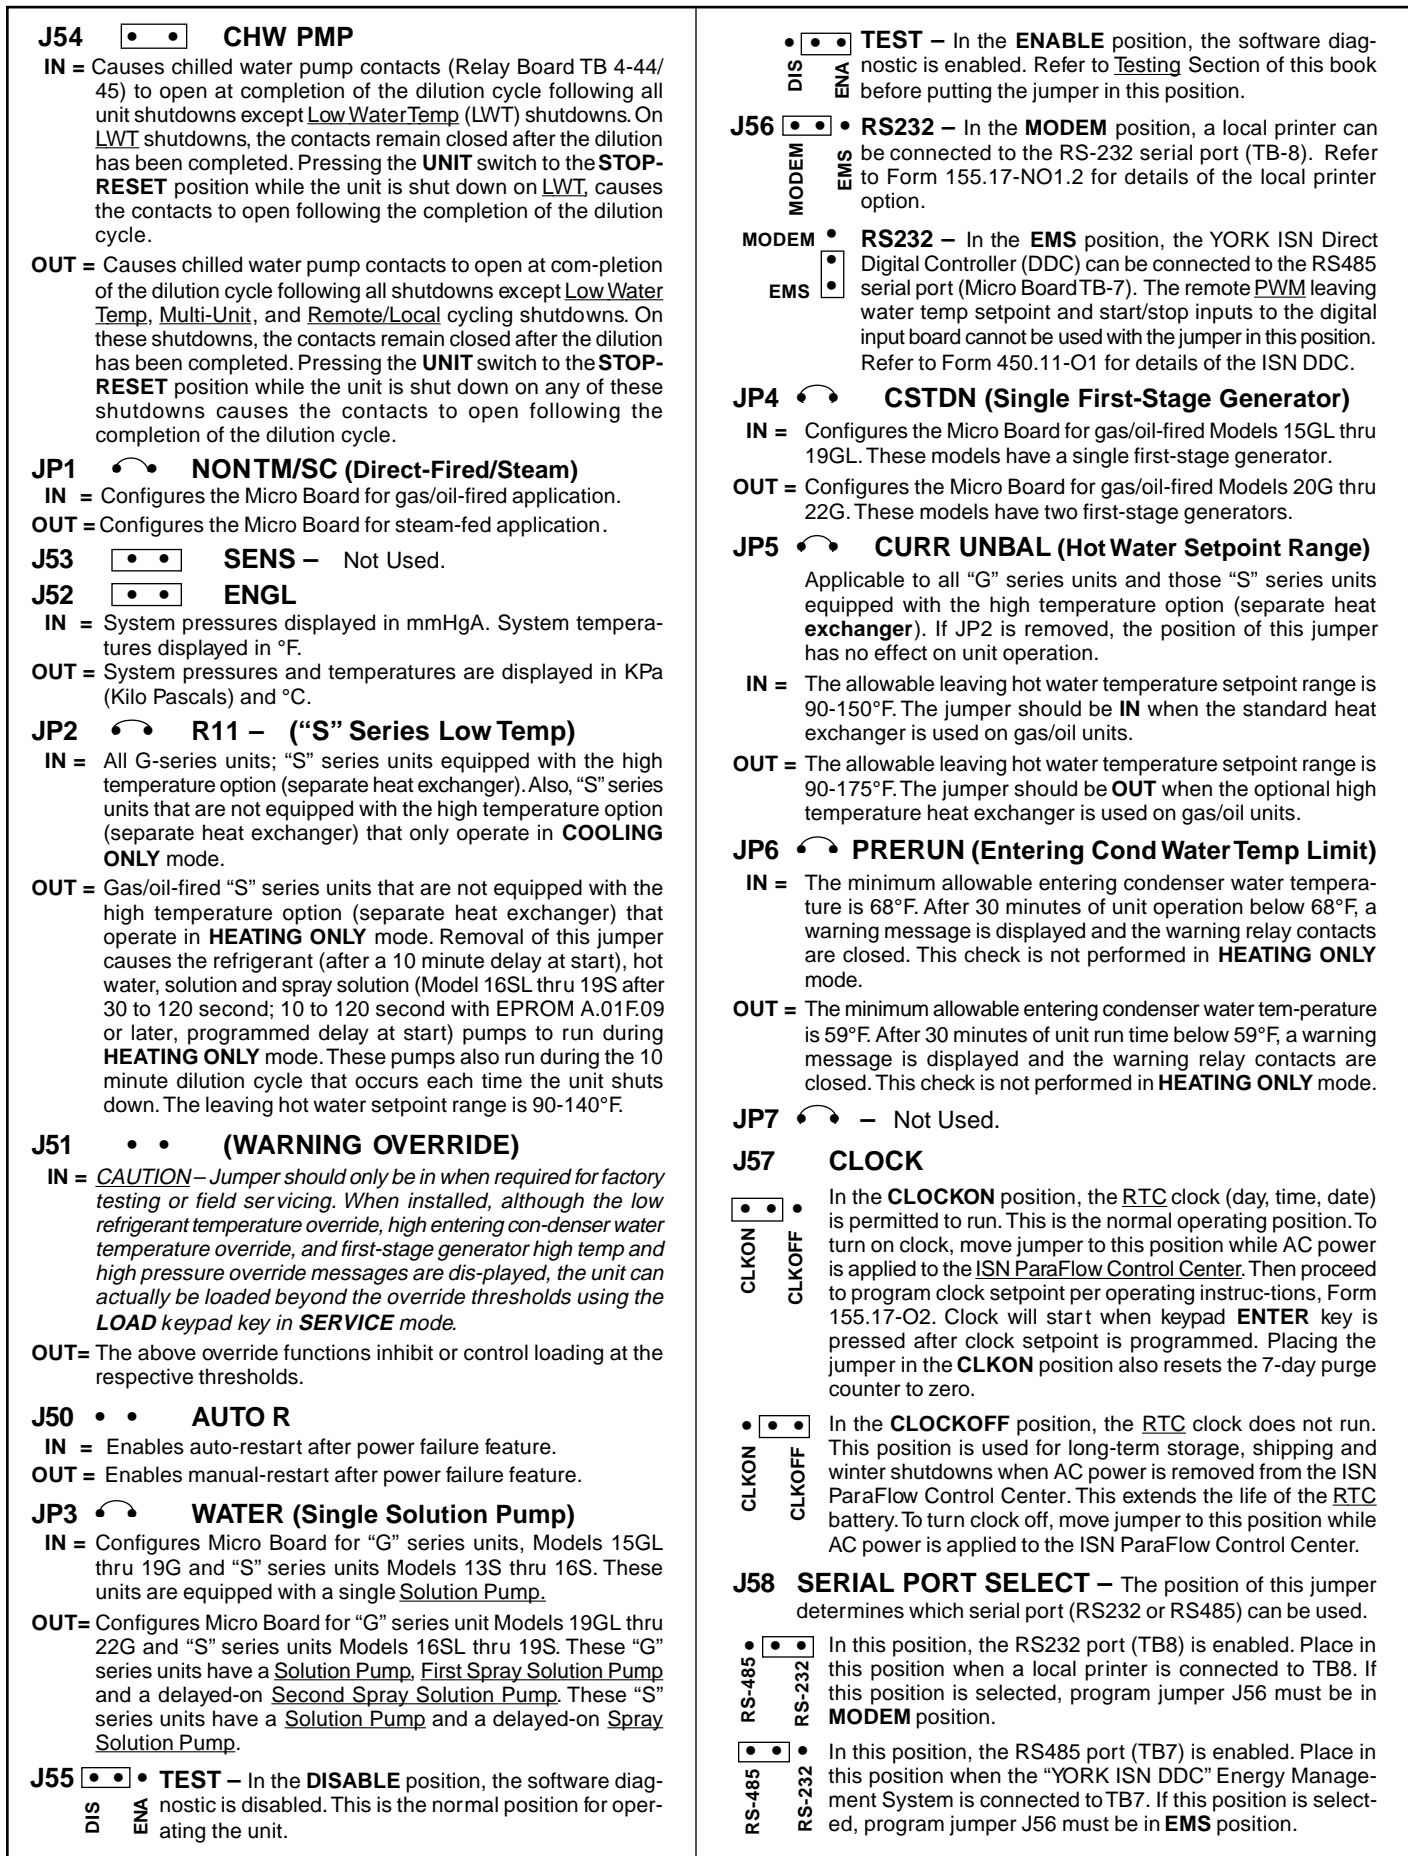 J54 CHW PMP
IN = Causes chilled water pump contacts (Relay Board TB 4-44/
45) to open at completion of the dilution cycle following all
unit shutdowns except Low Water Temp (LWT) shutdowns. On
LWT shutdowns, the contacts remain closed after the dilution
has been completed. Pressing the UNIT switch to the STOP-
RESET position while the unit is shut down on LWT, causes
the contacts to open following the completion of the dilution
cycle.
OUT = Causes chilled water pump contacts to open at com-pletion
of the dilution cycle following all shutdowns except Low Water
Temp, Multi-Unit, and Remote/Local cycling shutdowns. On
these shutdowns, the contacts remain closed after the dilution
has been completed. Pressing the UNIT switch to the STOP-
RESET position while the unit is shut down on any of these
shutdowns causes the contacts to open following the
completion of the dilution cycle.
JP1 NONTM/SC (Direct-Fired/Steam)
IN = Configures the Micro Board for gas/oil-fired application.
OUT = Configures the Micro Board for steam-fed application.
J53 SENS – Not Used.
J52 ENGL
IN = System pressures displayed in mmHgA. System tempera-
tures displayed in °F.
OUT = System pressures and temperatures are displayed in KPa
(Kilo Pascals) and °C.
JP2 R11 – (“S” Series Low Temp)
IN = All G-series units; “S” series units equipped with the high
temperature option (separate heat exchanger). Also, “S” series
units that are not equipped with the high temperature option
(separate heat exchanger) that only operate in COOLING
ONLY mode.
OUT = Gas/oil-fired “S” series units that are not equipped with the
high temperature option (separate heat exchanger) that
operate in HEATING ONLY mode. Removal of this jumper
causes the refrigerant (after a 10 minute delay at start), hot
water, solution and spray solution (Model 16SL thru 19S after
30 to 120 second; 10 to 120 second with EPROM A.01F.09
or later, programmed delay at start) pumps to run during
HEATING ONLY mode. These pumps also run during the 10
minute dilution cycle that occurs each time the unit shuts
down. The leaving hot water setpoint range is 90-140°F.
J51 (WARNING OVERRIDE)
IN = CAUTION – Jumper should only be in when required for factory
testing or field servicing. When installed, although the low
refrigerant temperature override, high entering con-denser water
temperature override, and first-stage generator high temp and
high pressure override messages are dis-played, the unit can
actually be loaded beyond the override thresholds using the
LOAD keypad key in SERVICE mode.
OUT= The above override functions inhibit or control loading at the
respective thresholds.
J50 AUTO R
IN = Enables auto-restart after power failure feature.
OUT = Enables manual-restart after power failure feature.
JP3 WATER (Single Solution Pump)
IN = Configures Micro Board for “G” series units, Models 15GL
thru 19G and “S” series units Models 13S thru 16S. These
units are equipped with a single Solution Pump.
OUT= Configures Micro Board for “G” series unit Models 19GL thru
22G and “S” series units Models 16SL thru 19S. These “G”
series units have a Solution Pump, First Spray Solution Pump
and a delayed-on Second Spray Solution Pump. These “S”
series units have a Solution Pump and a delayed-on Spray
Solution Pump.
J55 TEST – In the DISABLE position, the software diag-
DIS ENA nostic is disabled. This is the normal position for oper-
ating the unit.
TEST – In the ENABLE position, the software diag-
DIS ENA nostic is enabled. Refer to Testing Section of this book
before putting the jumper in this position.
J56 RS232 – In the MODEM position, a local printer can
MODEM EMS be connected to the RS-232 serial port (TB-8). Refer
to Form 155.17-NO1.2 for details of the local printer
option.
MODEM RS232 – In the EMS position, the YORK ISN Direct
Digital Controller (DDC) can be connected to the RS485
EMS serial port (Micro Board TB-7). The remote PWM leaving
water temp setpoint and start/stop inputs to the digital
input board cannot be used with the jumper in this position.
Refer to Form 450.11-O1 for details of the ISN DDC.
JP4 CSTDN (Single First-Stage Generator)
IN = Configures the Micro Board for gas/oil-fired Models 15GL thru
19GL. These models have a single first-stage generator.
OUT = Configures the Micro Board for gas/oil-fired Models 20G thru
22G. These models have two first-stage generators.
JP5 CURR UNBAL (Hot Water Setpoint Range)
Applicable to all “G” series units and those “S” series units
equipped with the high temperature option (separate heat
exchanger). If JP2 is removed, the position of this jumper
has no effect on unit operation.
IN = The allowable leaving hot water temperature setpoint range is
90-150°F. The jumper should be IN when the standard heat
exchanger is used on gas/oil units.
OUT = The allowable leaving hot water temperature setpoint range is
90-175°F. The jumper should be OUT when the optional high
temperature heat exchanger is used on gas/oil units.
JP6 PRERUN (Entering Cond Water Temp Limit)
IN = The minimum allowable entering condenser water tempera-
ture is 68°F. After 30 minutes of unit operation below 68°F, a
warning message is displayed and the warning relay contacts
are closed. This check is not performed in HEATING ONLY
mode.
OUT = The minimum allowable entering condenser water tem-perature
is 59°F. After 30 minutes of unit run time below 59°F, a warning
message is displayed and the warning relay contacts are
closed. This check is not performed in HEATING ONLY mode.
JP7 – Not Used.
J57 CLOCK
In the CLOCKON position, the RTC clock (day, time, date)
is permitted to run. This is the normal operating position. To
CLKON CLKOFF turn on clock, move jumper to this position while AC power
is applied to the ISN ParaFlow Control Center. Then proceed
to program clock setpoint per operating instruc-tions, Form
155.17-O2. Clock will start when keypad ENTER key is
pressed after clock setpoint is programmed. Placing the
jumper in the CLKON position also resets the 7-day purge
counter to zero.
In the CLOCKOFF position, the RTC clock does not run.
This position is used for long-term storage, shipping and
CLKON CLKOFF winter shutdowns when AC power is removed from the ISN
ParaFlow Control Center. This extends the life of the RTC
battery. To turn clock off, move jumper to this position while
AC power is applied to the ISN ParaFlow Control Center.
J58 SERIAL PORT SELECT – The position of this jumper
determines which serial port (RS232 or RS485) can be used.
In this position, the RS232 port (TB8) is enabled. Place in
RS-485 RS-232 this position when a local printer is connected to TB8. If
this position is selected, program jumper J56 must be in
MODEM position.
In this position, the RS485 port (TB7) is enabled. Place in
RS-485 RS-232 this position when the “YORK ISN DDC” Energy Manage-
ment System is connected to TB7. If this position is select-
ed, program jumper J56 must be in EMS position.